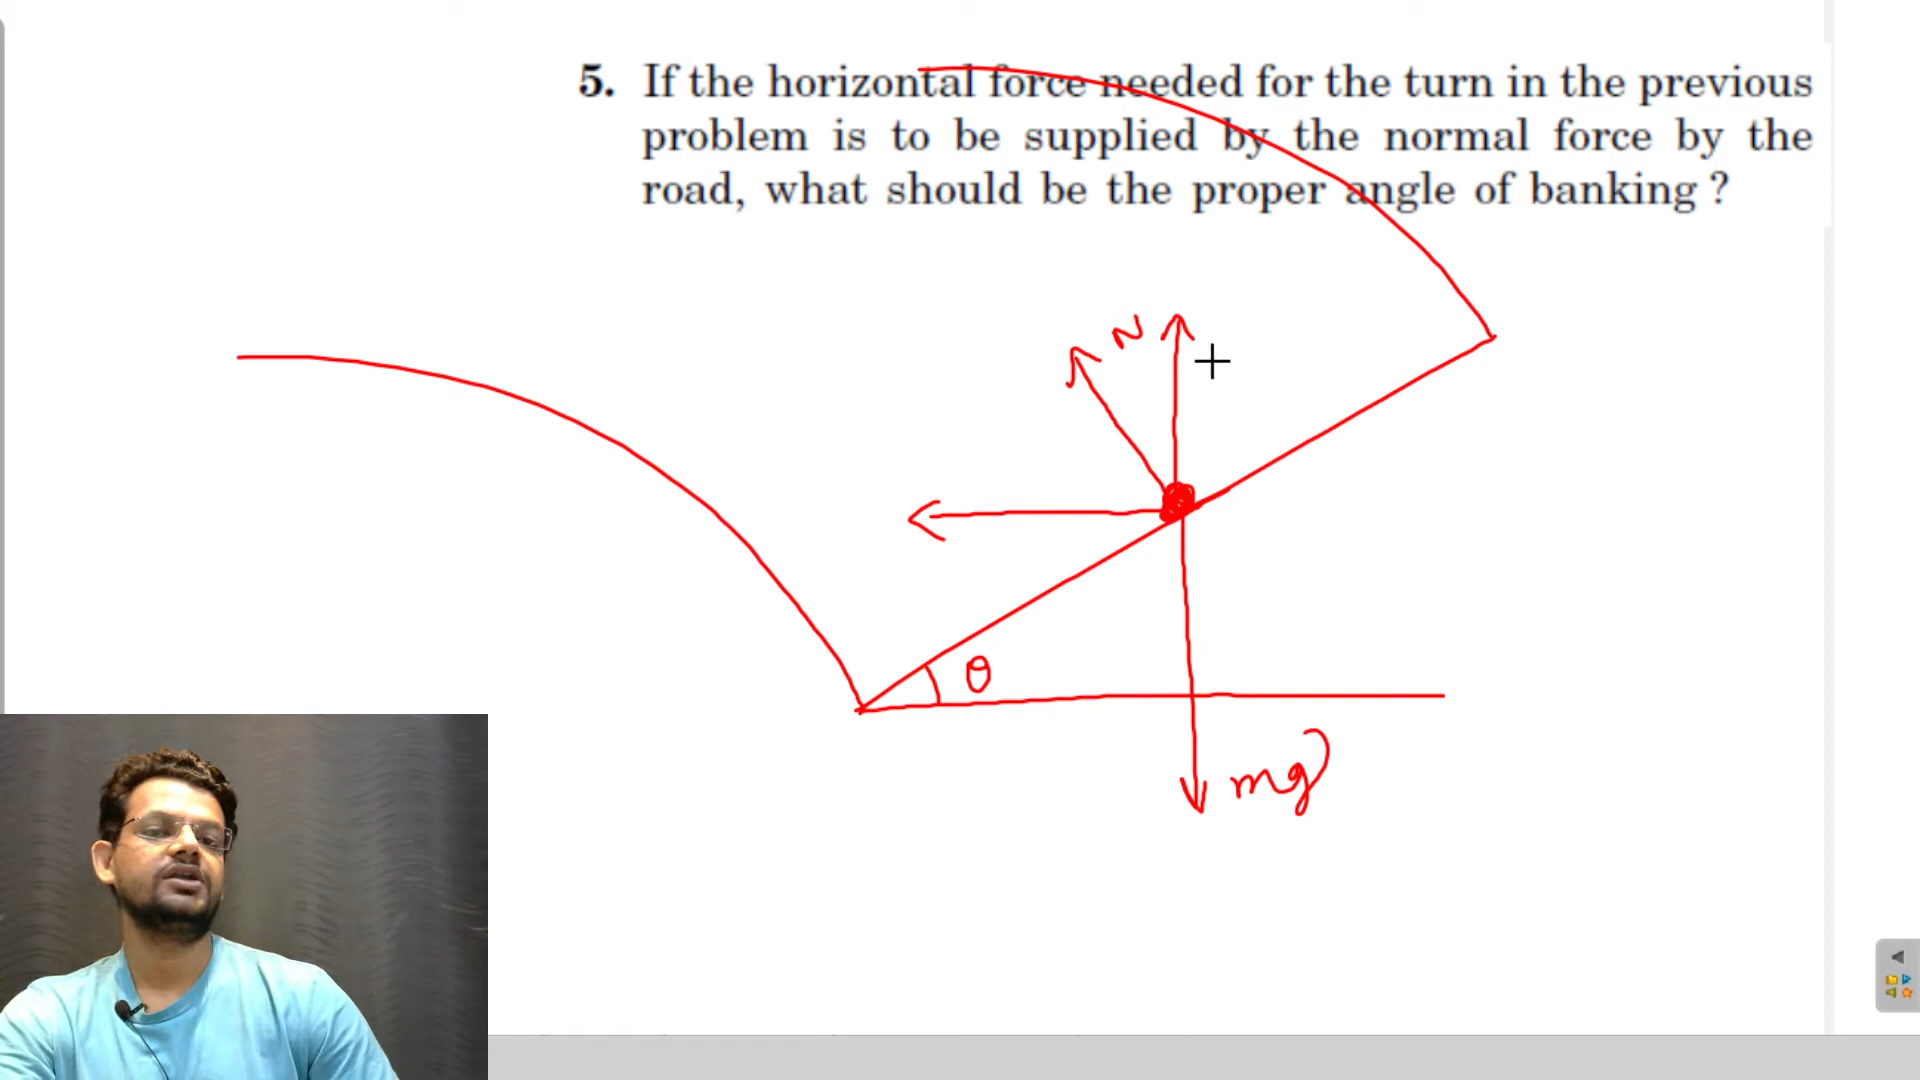 5. If the horizontal force needed for the turn in the previous
problem is to be supplied by the normal force by the
road, what should be the proper angle of banking ?
N
θ
mg